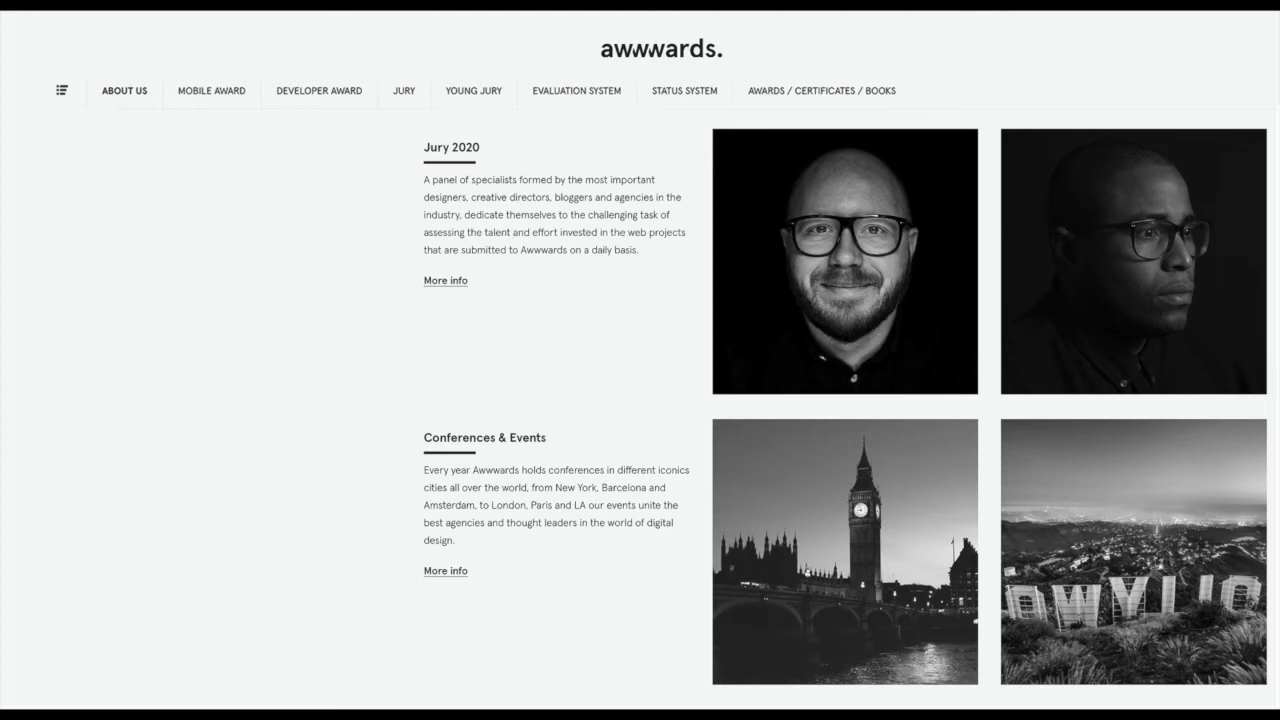 awwwards.
ABOUT US
MOBILE AWARD
DEVELOPER AWARD
JURY
YOUNG JURY
EVALUATION SYSTEM
STATUS SYSTEM
AWARDS / CERTIFICATES / BOOKS
Jury 2020
A panel of specialists formed by the most important
designers, creative directors, bloggers and agencies in the
industry, dedicate themselves to the challenging task of
assessing the talent and effort invested in the web projects
that are submitted to Awwwards on a daily basis.
More info
Conferences & Events
Every year Awwwards holds conferences in different iconics
cities all over the world, from New York, Barcelona and
Amsterdam, to London, Paris and LA our events unite the
best agencies and thought leaders in the world of digital
design.
More info